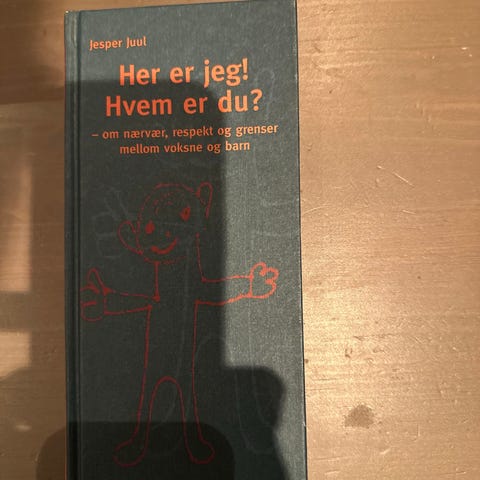 Jesper Juul
Her er jeg!
Hvem er du?
– om nærvær, respekt og grenser
mellom voksne og barn